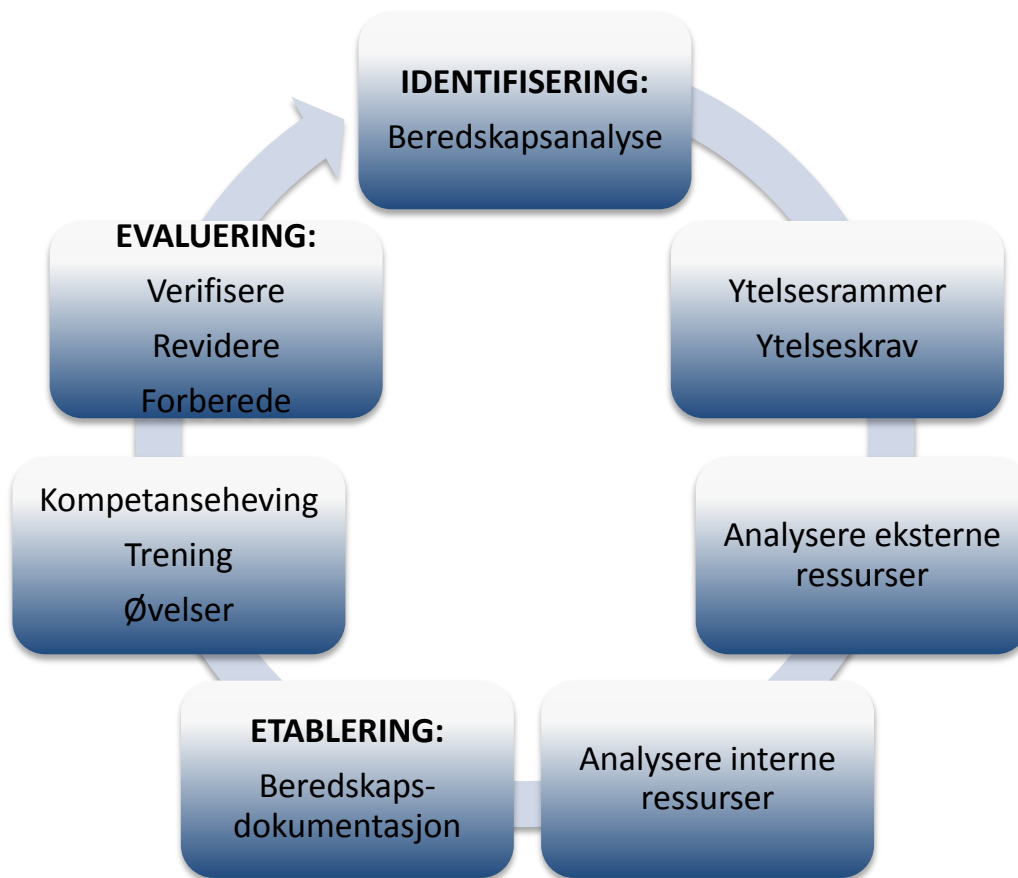 IDENTIFISERING:
Beredskapsanalyse
Ytelsesrammer
Ytelseskrav
Analysere eksterne
ressurser
Analysere interne
ressurser
ETABLERING:
Beredskaps-
dokumentasjon
Kompetanseheving
Trening
Øvelser
EVALUERING:
Verifisere
Revidere
Forberede